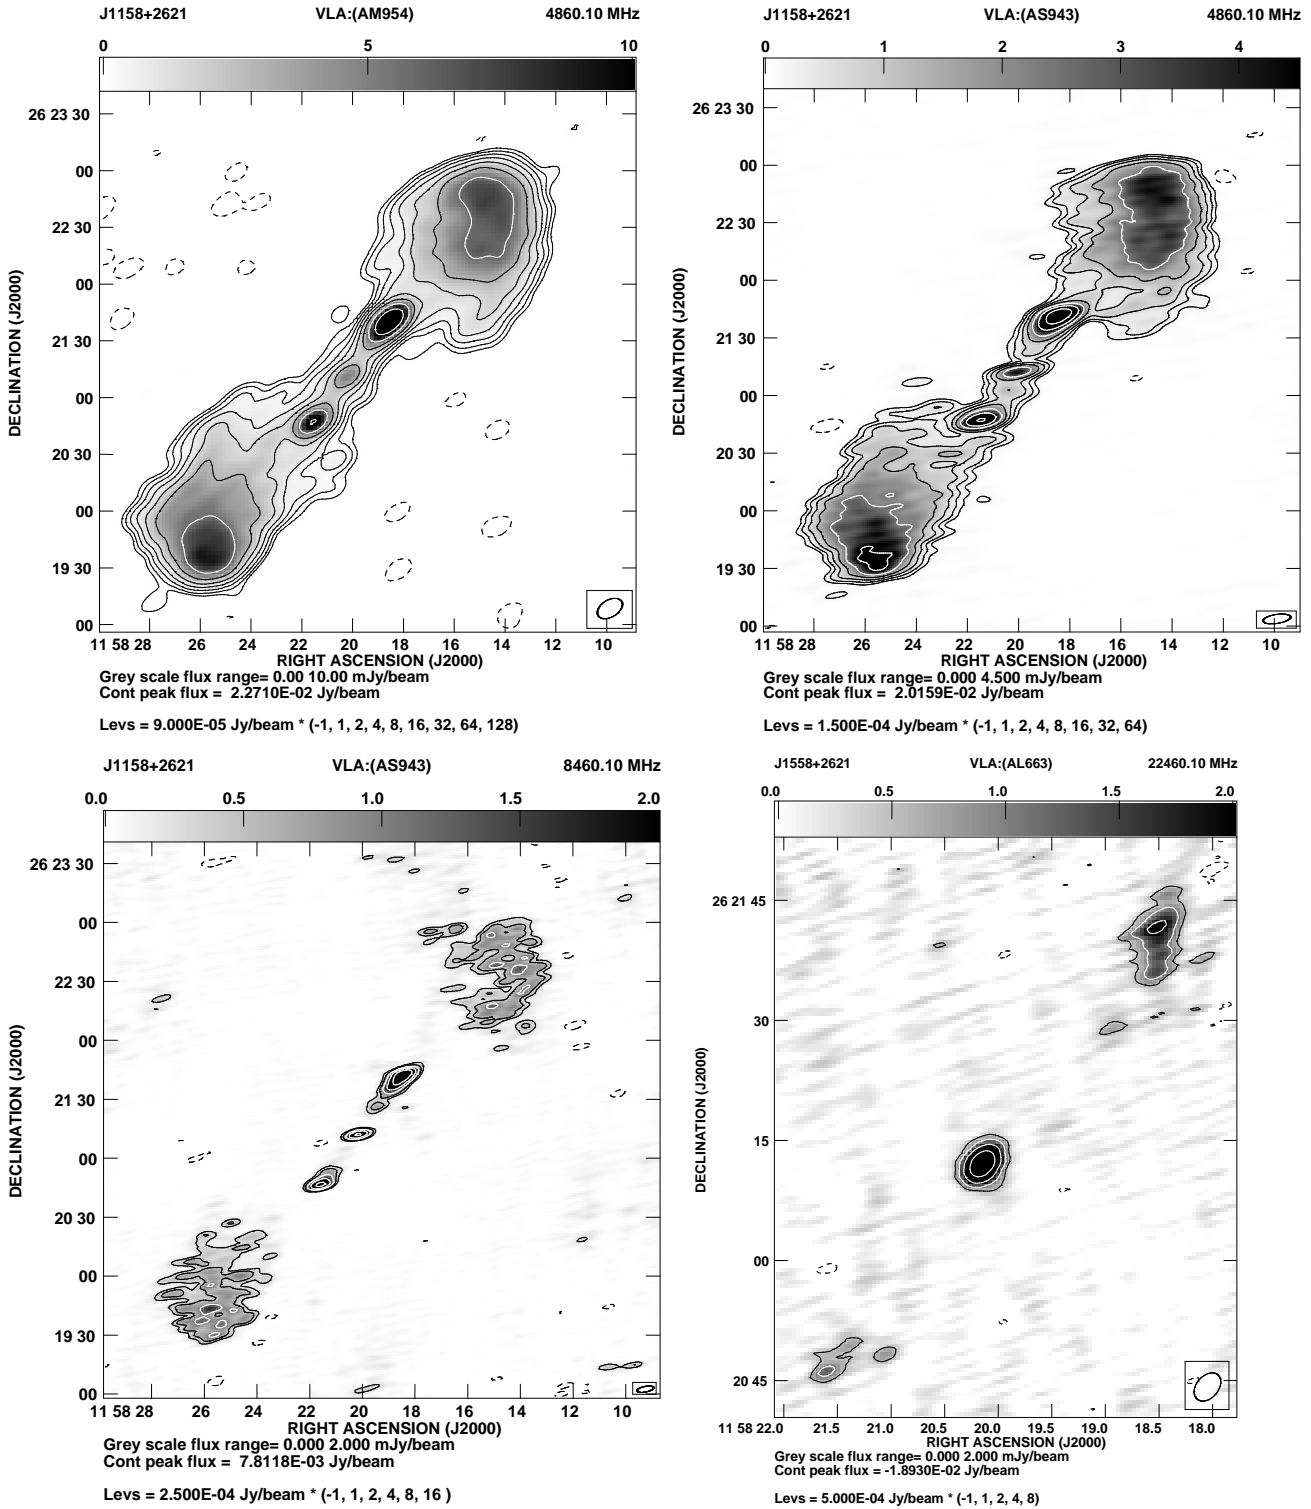 J1158+2621 VLA:(AM954) 4860.10 MHz
0 5 10
26 23 30
00
22 30
00
21 30
00
20 30
00
19 30
00
DECLINATION (J2000)
11 58 28 26 24 22 20 18 16 14 12 10
RIGHT ASCENSION (J2000)
Grey scale flux range= 0.00 10.00 mJy/beam
Cont peak flux = 2.2710E-02 Jy/beam
Levs = 9.000E-05 Jy/beam * (-1, 1, 2, 4, 8, 16, 32, 64, 128)
J1158+2621 VLA:(AS943) 4860.10 MHz
0 1 2 3 4
26 23 30
00
22 30
00
21 30
00
20 30
00
19 30
00
DECLINATION (J2000)
11 58 28 26 24 22 20 18 16 14 12 10
RIGHT ASCENSION (J2000)
Grey scale flux range= 0.000 4.500 mJy/beam
Cont peak flux = 2.0159E-02 Jy/beam
Levs = 1.500E-04 Jy/beam * (-1, 1, 2, 4, 8, 16, 32, 64)
J1158+2621 VLA:(AS943) 8460.10 MHz
0.0 0.5 1.0 1.5 2.0
26 23 30
00
22 30
00
21 30
00
20 30
00
19 30
00
DECLINATION (J2000)
11 58 28 26 24 22 20 18 16 14 12 10
RIGHT ASCENSION (J2000)
Grey scale flux range= 0.000 2.000 mJy/beam
Cont peak flux = 7.8118E-03 Jy/beam
Levs = 2.500E-04 Jy/beam * (-1, 1, 2, 4, 8, 16 )
J1558+2621 VLA:(AL663) 22460.10 MHz
0.0 0.5 1.0 1.5 2.0
26 21 45
30
15
00
20 45
DECLINATION (J2000)
11 58 22.0 21.5 21.0 20.5 20.0 19.5 19.0 18.5 18.0
RIGHT ASCENSION (J2000)
Grey scale flux range= 0.000 2.000 mJy/beam
Cont peak flux = -1.8930E-02 Jy/beam
Levs = 5.000E-04 Jy/beam * (-1, 1, 2, 4, 8)